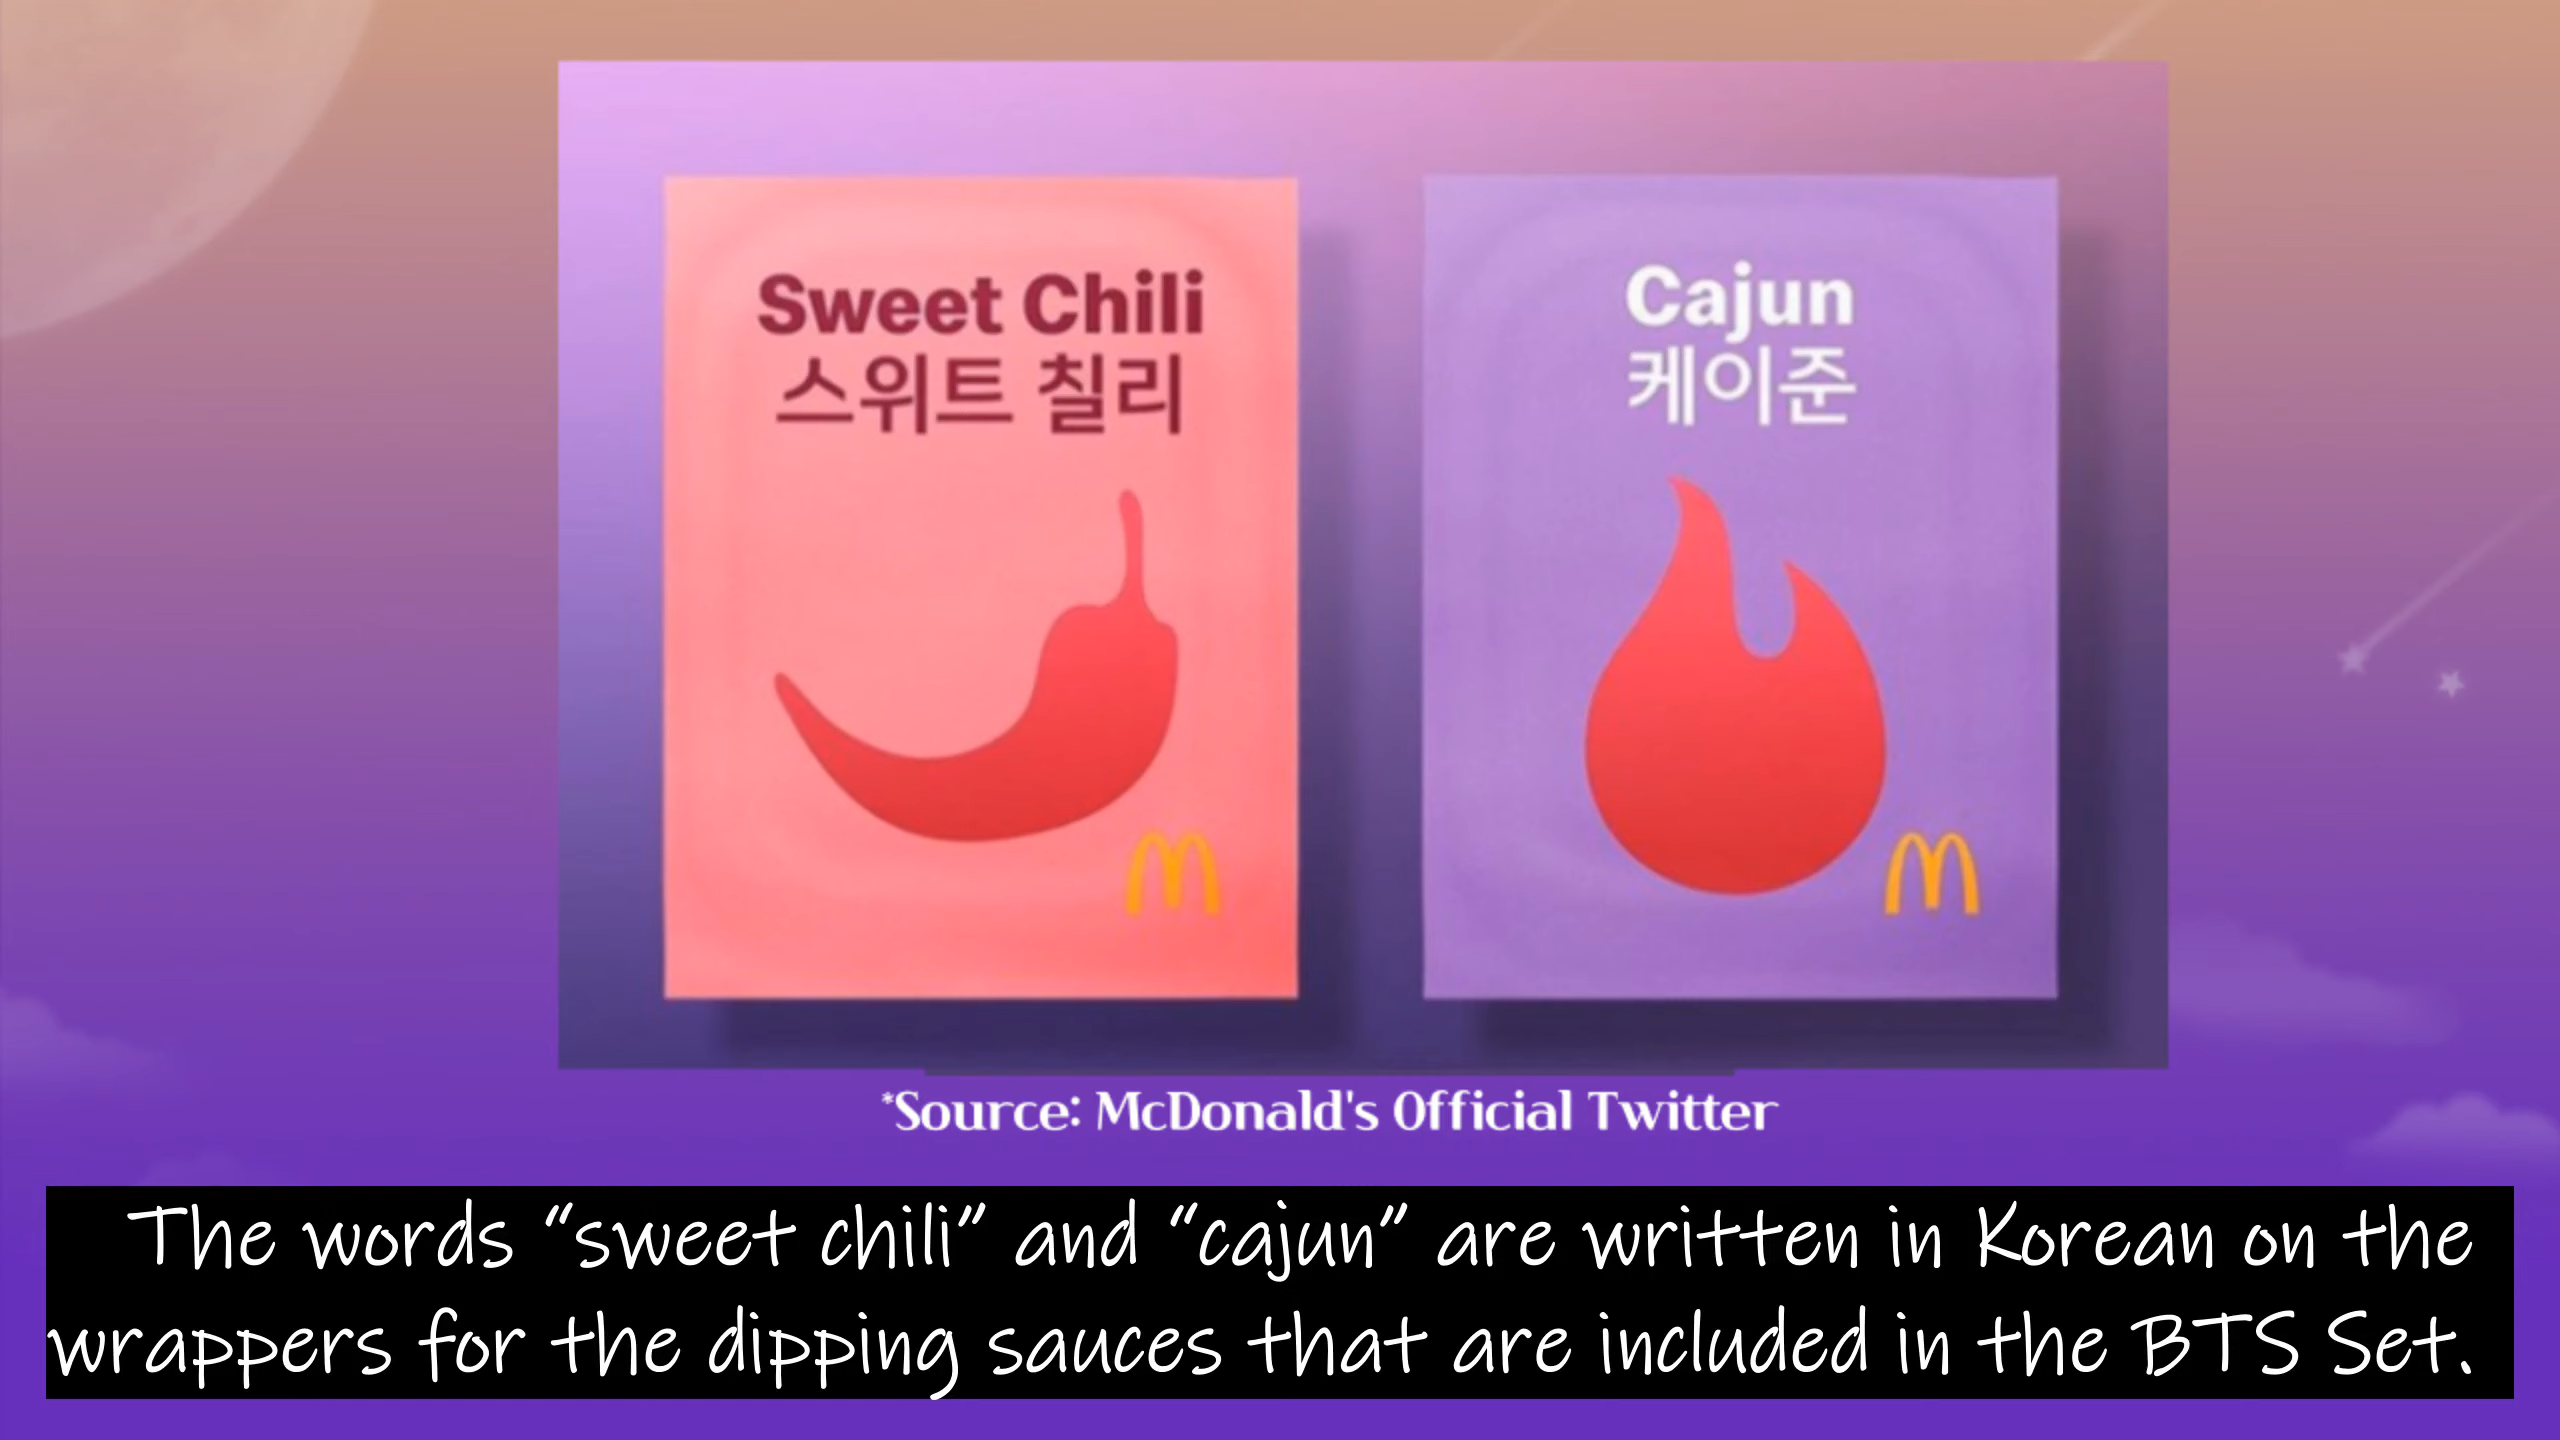 Sweet Chili
스위트 칠리
Cajun
케이준
*Source: McDonald's Official Twitter
The words “sweet chili” and “cajun” are written in Korean on the
wrappers for the dipping sauces that are included in the BTS Set.